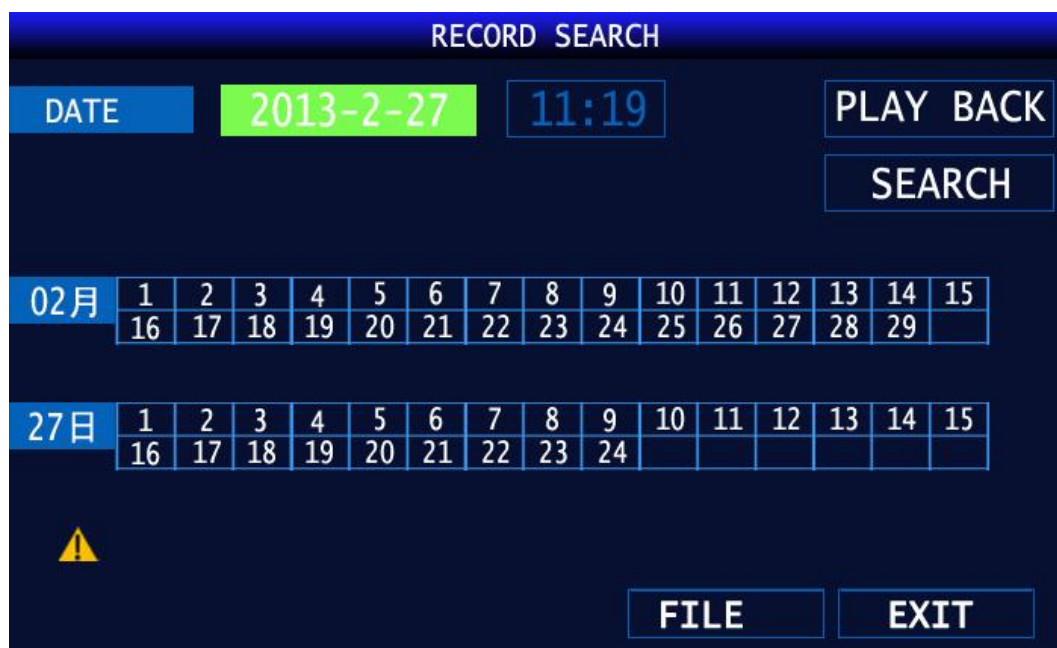 RECORD SEARCH
DATE 2013-2-27 11:19 PLAY BACK
SEARCH
02月 1 2 3 4 5 6 7 8 9 10 11 12 13 14 15
16 17 18 19 20 21 22 23 24 25 26 27 28 29
27日 1 2 3 4 5 6 7 8 9 10 11 12 13 14 15
16 17 18 19 20 21 22 23 24
FILE EXIT